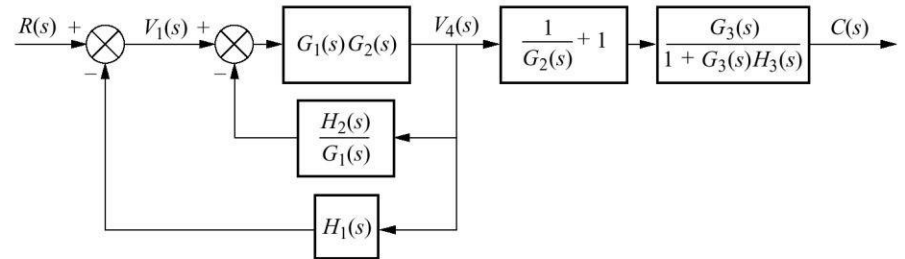 R(s) + V₁(s) + G₁(s)G₂(s) V₄(s) 1/G₂(s) + 1 G₃(s)/1 + G₃(s)H₃(s) C(s)
− −
H₂(s)/G₁(s)
H₁(s)